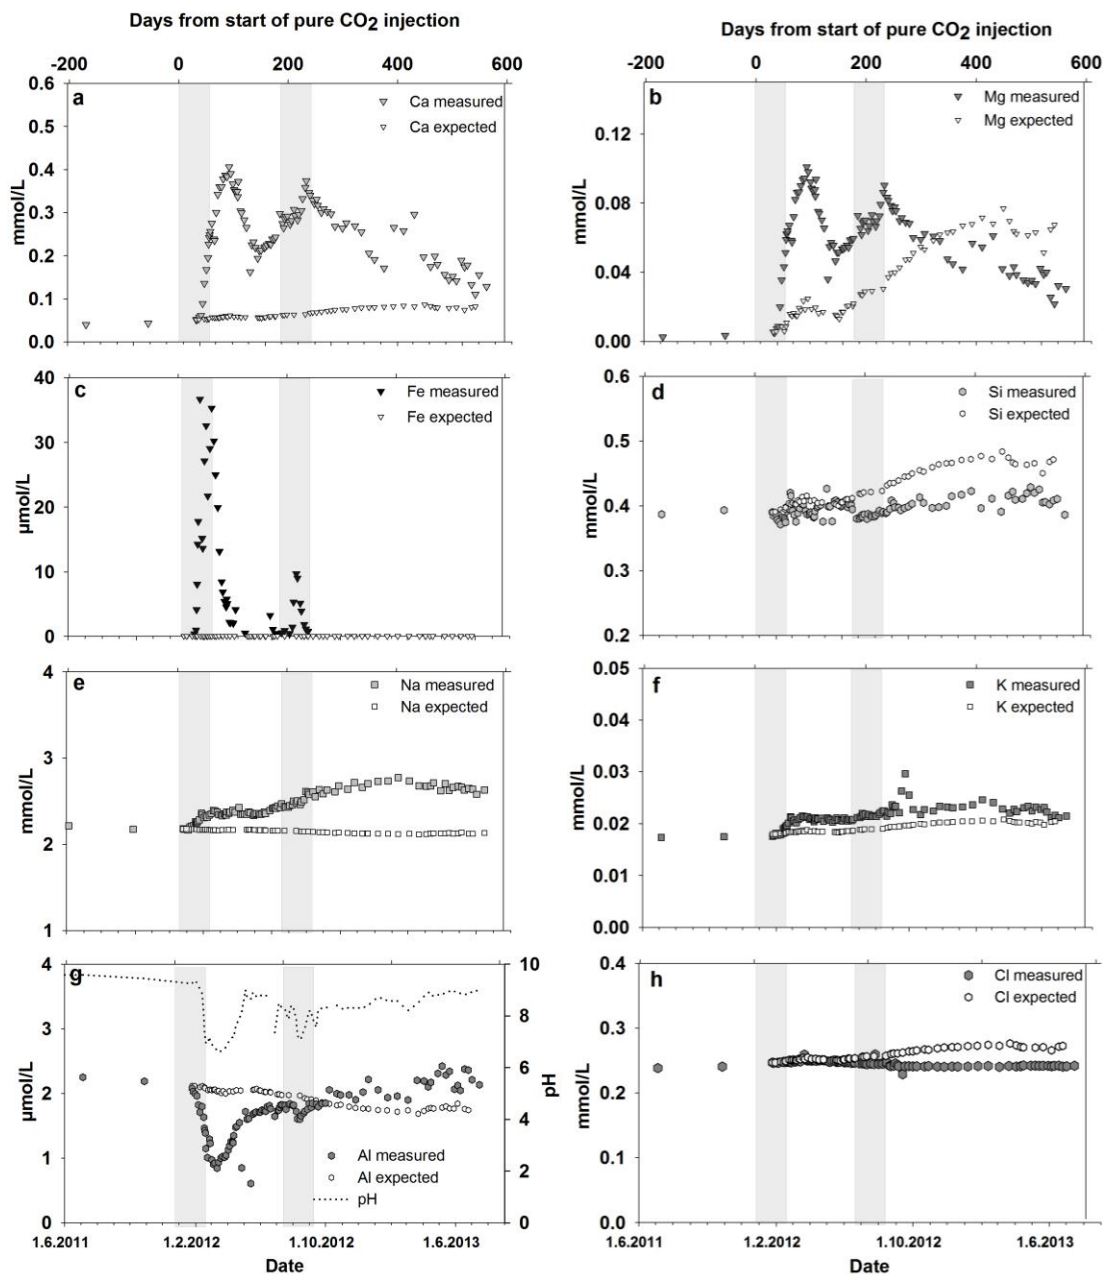 Days from start of pure CO2 injection
-200 0 200 400 600
a
Ca measured
Ca expected
0.6
0.5
0.4
0.3
0.2
0.1
0.0
mmol/L
Days from start of pure CO2 injection
-200 0 200 400 600
b
Mg measured
Mg expected
0.12
0.08
0.04
0.00
mmol/L
c
Fe measured
Fe expected
40
30
20
10
0
µmol/L
d
Si measured
Si expected
0.6
0.5
0.4
0.3
0.2
mmol/L
e
Na measured
Na expected
4
3
2
1
mmol/L
f
K measured
K expected
0.05
0.04
0.03
0.02
0.01
0.00
mmol/L
g
4
3
2
1
0
µmol/L
10
8
6
4
2
0
pH
Al measured
Al expected
pH
1.6.2011 1.2.2012 1.10.2012 1.6.2013
Date
h
Cl measured
Cl expected
0.4
0.3
0.2
0.1
0.0
mmol/L
1.6.2011 1.2.2012 1.10.2012 1.6.2013
Date